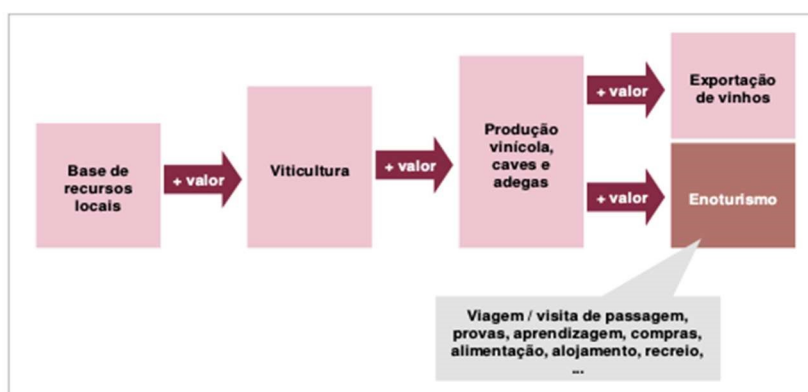 Base de
recursos
locais
+ valor
Viticultura
+ valor
Produção
vinícola,
caves e
adegas
+ valor
Exportação
de vinhos
+ valor
Enoturismo
Viagem / visita de passagem,
provas, aprendizagem, compras,
alimentação, alojamento, recreio,
...